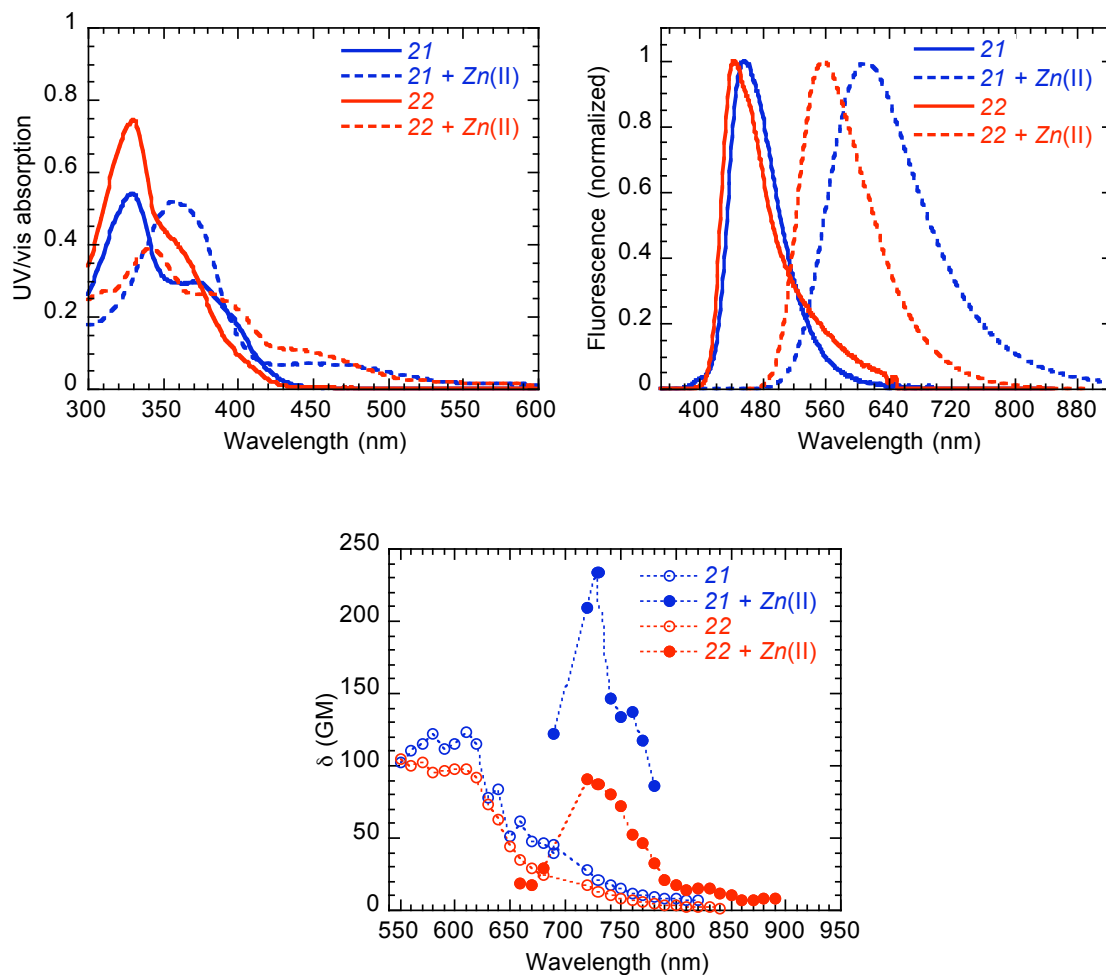 1
0.8
0.6
0.4
0.2
0
UV/vis absorption
21
21 + Zn(II)
22
22 + Zn(II)
300 350 400 450 500 550 600
Wavelength (nm)
1
0.8
0.6
0.4
0.2
0
Fluorescence (normalized)
21
21 + Zn(II)
22
22 + Zn(II)
400 480 560 640 720 800 880
Wavelength (nm)
250
200
150
100
50
0
δ (GM)
21
21 + Zn(II)
22
22 + Zn(II)
550 600 650 700 750 800 850 900 950
Wavelength (nm)